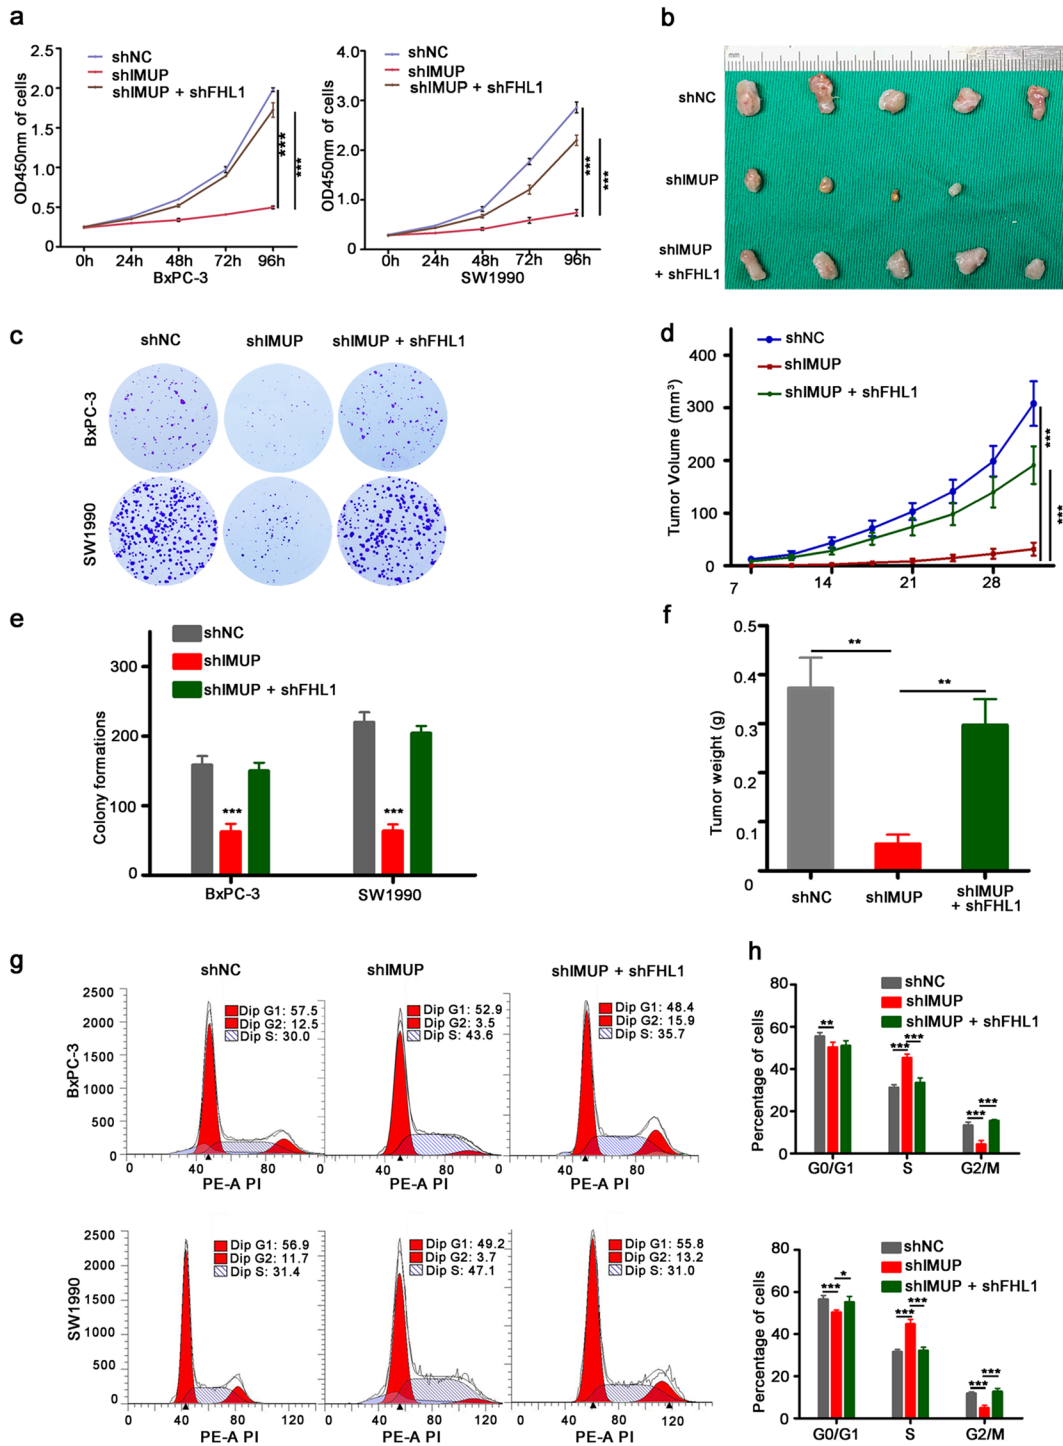 a
2.5
2.0
1.5
1.0
0.5
0
OD450nm of cells
shNC
shIMUP
shIMUP + shFHL1
***
***
0h 24h 48h 72h 96h
BxPC-3
4.0
3.0
2.0
1.0
0
OD450nm of cells
shNC
shIMUP
shIMUP + shFHL1
***
***
0h 24h 48h 72h 96h
SW1990
b
mm
shNC
shIMUP
shIMUP
+ shFHL1
c
shNC shIMUP shIMUP + shFHL1
BxPC-3
SW1990
d
400
300
200
100
0
Tumor Volume (mm³)
shNC
shIMUP
shIMUP + shFHL1
***
***
7 14 21 28
e
300
200
100
0
Colony formations
shNC
shIMUP
shIMUP + shFHL1
*** ***
BxPC-3 SW1990
f
0.5
0.4
0.3
0.2
0.1
0
Tumor weight (g)
**
**
shNC shIMUP shIMUP
+ shFHL1
g
shNC shIMUP shIMUP + shFHL1
BxPC-3
2500
2000
1500
1000
500
0
Dip G1: 57.5
Dip G2: 12.5
Dip S: 30.0
40 80 0
PE-A PI
Dip G1: 52.9
Dip G2: 3.5
Dip S: 43.6
40 80 0
PE-A PI
Dip G1: 48.4
Dip G2: 15.9
Dip S: 35.7
40 80 120
PE-A PI
SW1990
2500
2000
1500
1000
500
0
Dip G1: 56.9
Dip G2: 11.7
Dip S: 31.4
40 80 120
PE-A PI
Dip G1: 49.2
Dip G2: 3.7
Dip S: 47.1
40 80 120
PE-A PI
Dip G1: 55.8
Dip G2: 13.2
Dip S: 31.0
40 80 120
PE-A PI
h
80
60
40
20
0
Percentage of cells
shNC
shIMUP
shIMUP + shFHL1
** *** *** *** ***
G0/G1 S G2/M
80
60
40
20
0
Percentage of cells
shNC
shIMUP
shIMUP + shFHL1
*** * *** *** *** ***
G0/G1 S G2/M